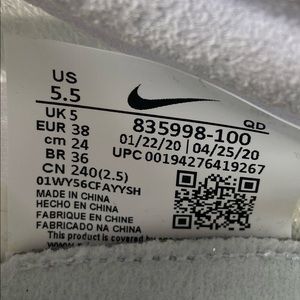 US
5.5
UK 5
EUR 38
cm 24
BR 36
CN 240(2.5)
01WY56CFAYYSH
QD
835998-100
01/22/20 | 04/25/20
UPC 00194276419267
MADE IN CHINA
HECHO EN CHINA
FABRIQUE EN CHINE
FABRICADO NA CHINA
This product is covered by